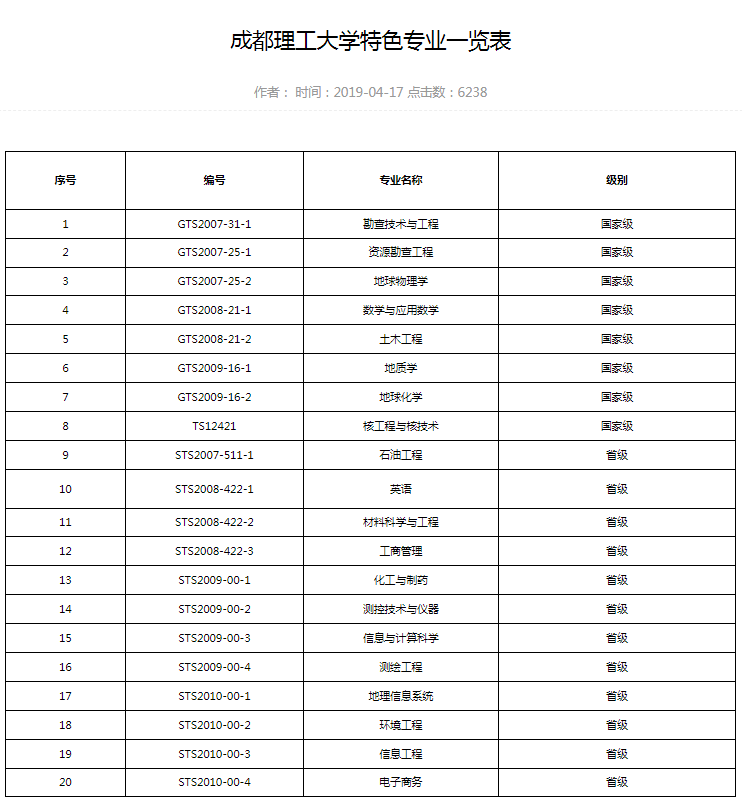 成都理工大学特色专业一览表
作者： 时间：2019-04-17 点击数：6238
序号 编号 专业名称 级别
1 GTS2007-31-1 勘查技术与工程 国家级
2 GTS2007-25-1 资源勘查工程 国家级
3 GTS2007-25-2 地球物理学 国家级
4 GTS2008-21-1 数学与应用数学 国家级
5 GTS2008-21-2 土木工程 国家级
6 GTS2009-16-1 地质学 国家级
7 GTS2009-16-2 地球化学 国家级
8 TS12421 核工程与核技术 国家级
9 STS2007-511-1 石油工程 省级
10 STS2008-422-1 英语 省级
11 STS2008-422-2 材料科学与工程 省级
12 STS2008-422-3 工商管理 省级
13 STS2009-00-1 化工与制药 省级
14 STS2009-00-2 测控技术与仪器 省级
15 STS2009-00-3 信息与计算科学 省级
16 STS2009-00-4 测绘工程 省级
17 STS2010-00-1 地理信息系统 省级
18 STS2010-00-2 环境工程 省级
19 STS2010-00-3 信息工程 省级
20 STS2010-00-4 电子商务 省级